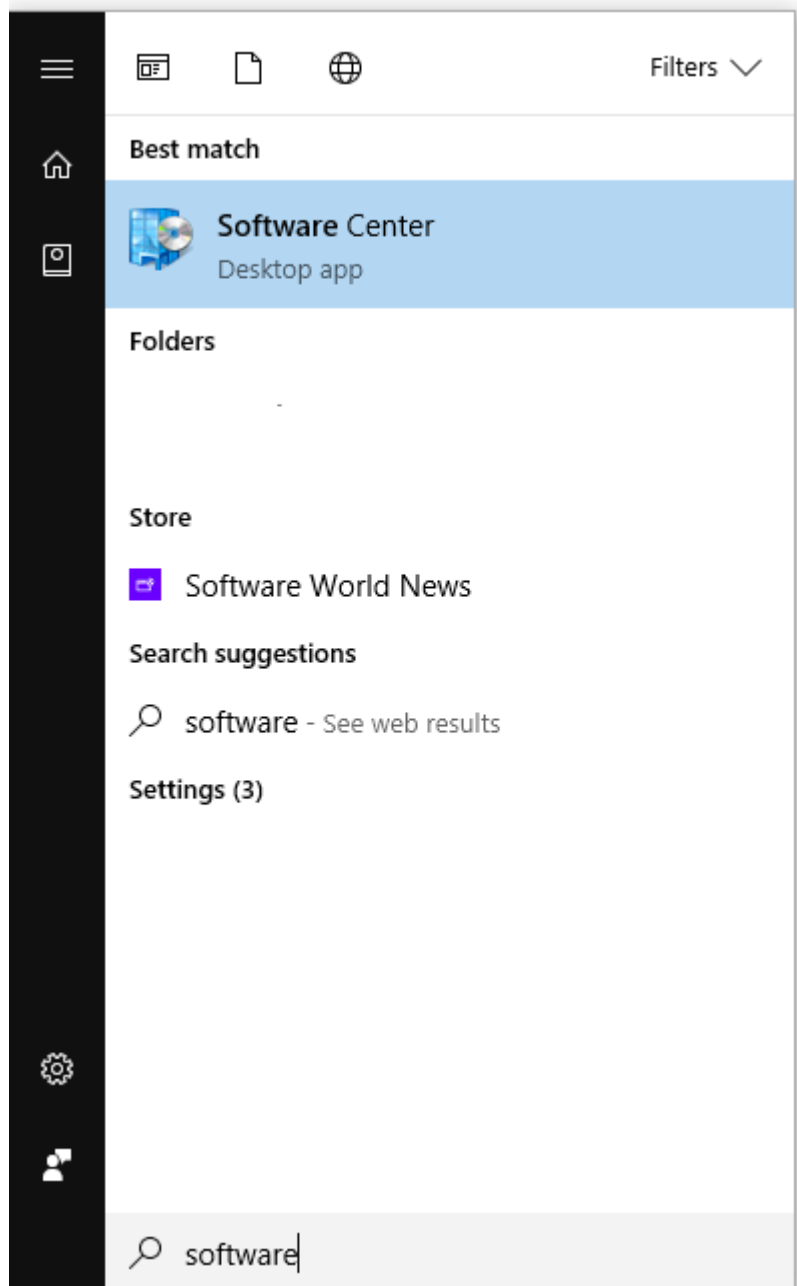 Filters
Best match
Software Center
Desktop app
Folders
-
Store
Software World News
Search suggestions
software - See web results
Settings (3)
software